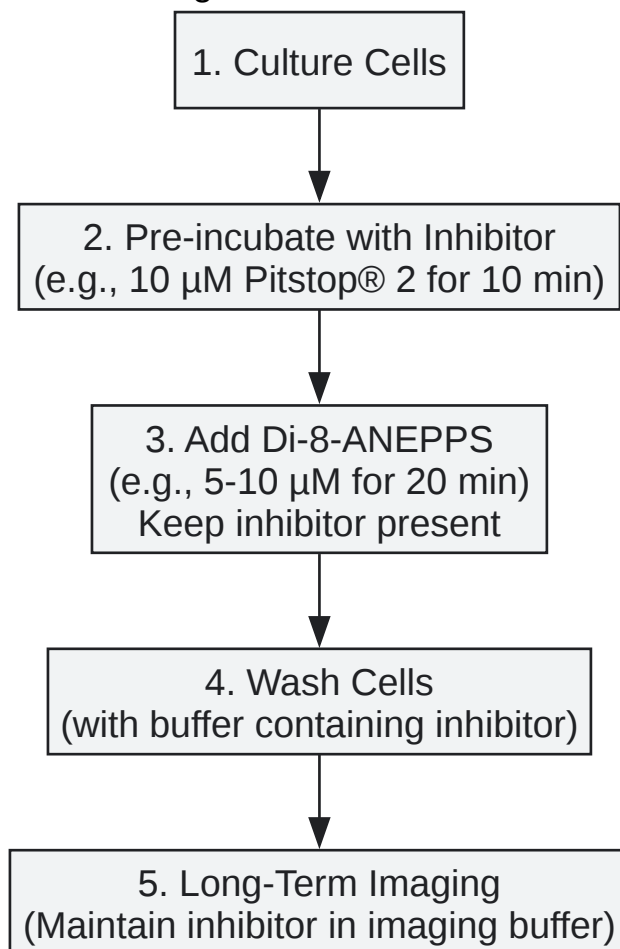 1. Culture Cells
2. Pre-incubate with Inhibitor
(e.g., 10 µM Pitstop® 2 for 10 min)
3. Add Di-8-ANEPPS
(e.g., 5-10 µM for 20 min)
Keep inhibitor present
4. Wash Cells
(with buffer containing inhibitor)
5. Long-Term Imaging
(Maintain inhibitor in imaging buffer)